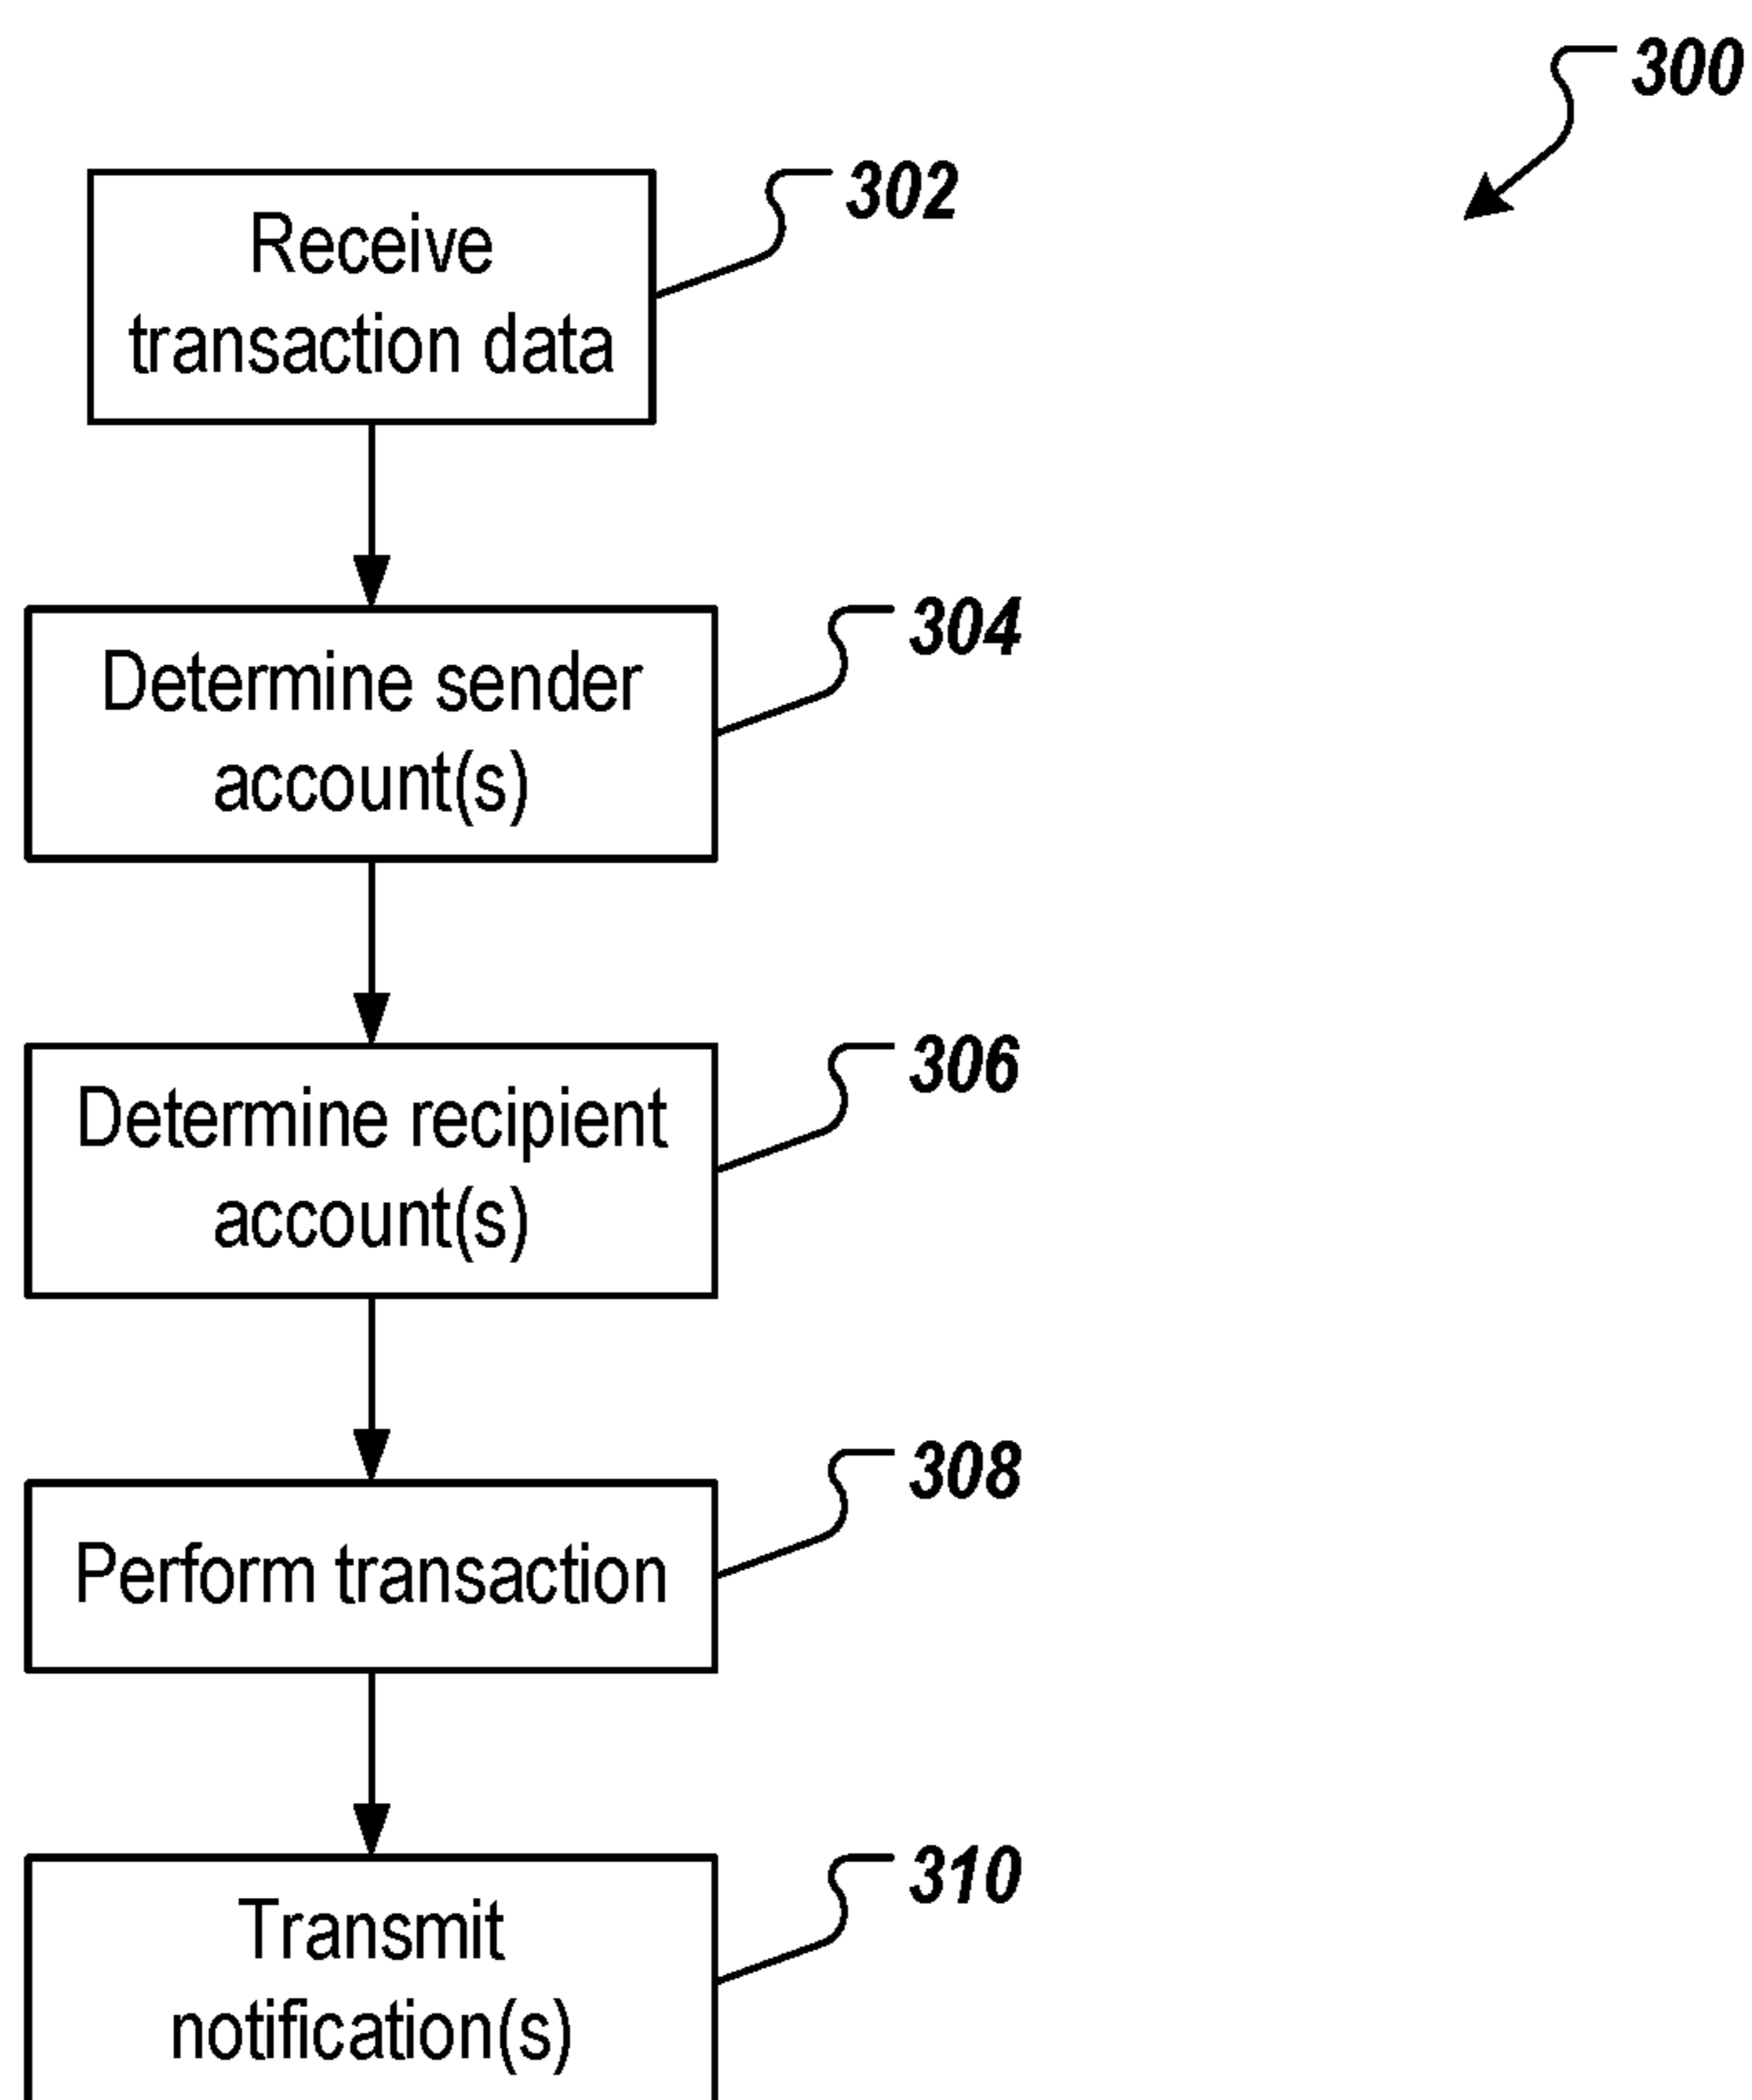 300
302
Receive
transaction data
304
Determine sender
account(s)
306
Determine recipient
account(s)
308
Perform transaction
310
Transmit
notification(s)